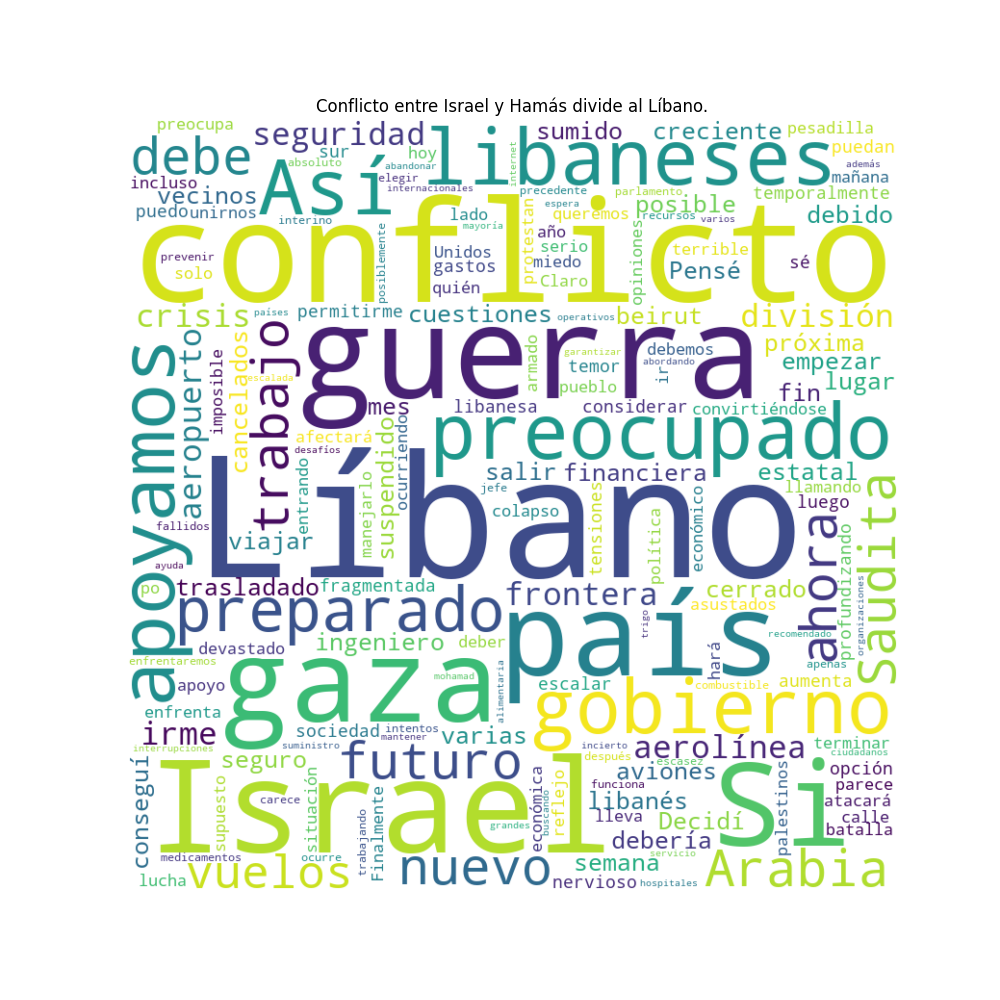 Conflicto entre Israel y Hamás divide al Líbano.
preocupa
seguridad
sumido
creciente
pesadilla
debe
Así
libaneses
sur
hoy
absoluto
abandonar
internet
puedan
además
mañana
incluso
vecinos
elegir
internacionales
precedente
parlamento
temporalmente
puedo
unirnos
interino
lado
mayoría
espera
queremos
recursos
varios
posible
debido
conflicto
prevenir
solo
posiblemente
Unidos
gastos
quién
año
serio
miedo
Claro
protestan
opiniones
terrible
Pensé
sé
crisis
países
permitirme
cuestiones
operativos
beirut
división
guerra
trabajo
aeropuerto
imposible
cancelados
escalada
afectará
desafíos
mes
libanesa
armado
garantizar
temor
pueblo
considerar
debemos
abordando
ir
convirtiéndose
próxima
empezar
lugar
fin
apoyamos
preocupado
suspendido
ocurriendo
manejarlo
entrando
salir
financiera
estatal
llamando
luego
Líbano
fallidos
viajar
jefe
colapso
tensiones
política
económico
ahora
profundizando
saudita
ayuda
po
trasladado
fragmentada
frontera
cerrado
asustados
organizaciones
preparado
trigo
recomendado
país
devastado
ingeniero
deber
hará
apenas
enfrentaremos
apoyo
gaza
mohamad
alimentaria
escalar
combustible
aumenta
enfrenta
gobierno
irme
sociedad
intentos
mantener
varias
interrupciones
suministro
incierto
después
aerolínea
escasez
terminar
ciudadanos
conseguí
seguro
futuro
aviones
opción
parece
supuesto
situación
Israel
Si
carece
Finalmente
trabajando
grandes
económica
buscando
reflejo
funciona
lleva
libanés
Decidí
palestinos
atacará
calle
batalla
debería
servicio
medicamentos
ocurre
lucha
vuelos
nuevo
nervioso
semana
hospitales
Arabia